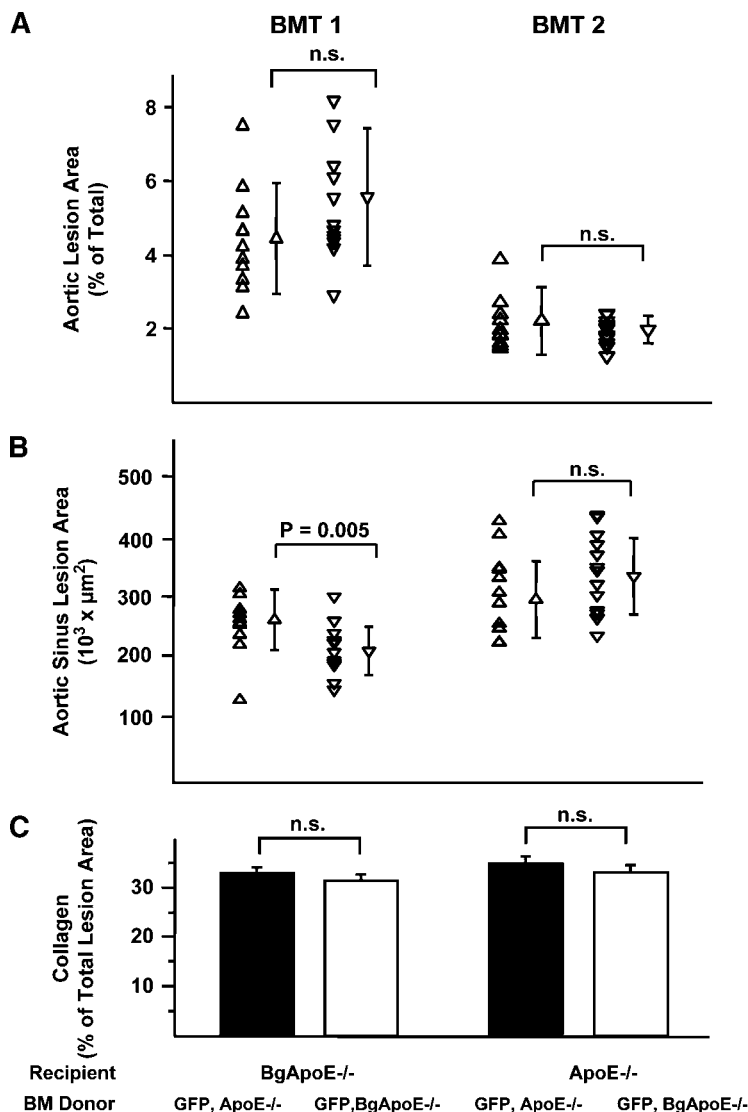 A
BMT 1
BMT 2
n.s.
n.s.
8
6
4
2
Aortic Lesion Area
(% of Total)
B
P = 0.005
n.s.
500
400
300
200
100
Aortic Sinus Lesion Area
(10³ x µm²)
C
n.s.
n.s.
30
20
10
Collagen
(% of Total Lesion Area)
Recipient BgApoE-/- ApoE-/-
BM Donor GFP, ApoE-/- GFP,BgApoE-/- GFP, ApoE-/- GFP, BgApoE-/-